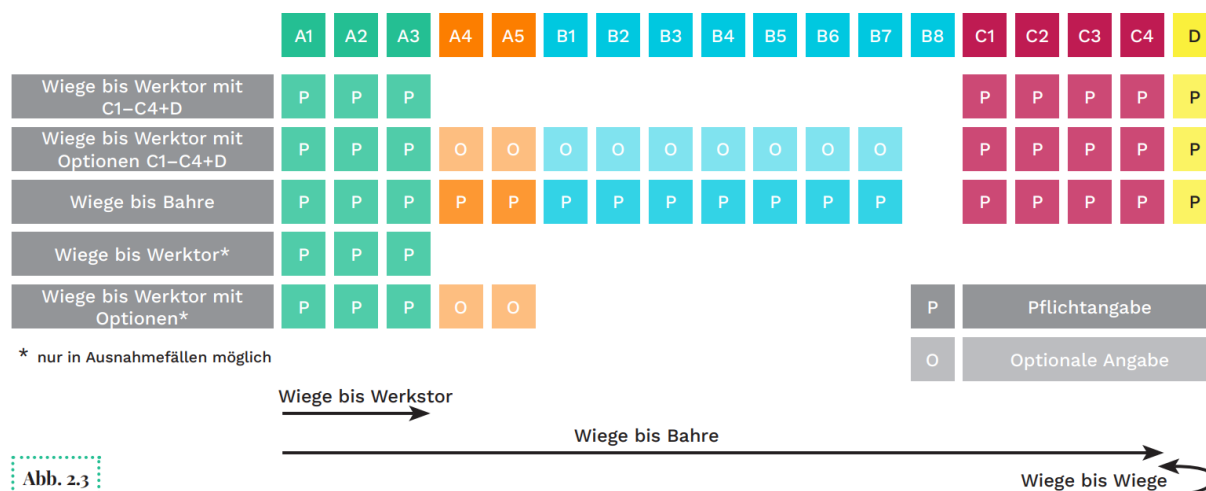 A1 A2 A3 A4 A5 B1 B2 B3 B4 B5 B6 B7 B8 C1 C2 C3 C4 D
Wiege bis Werktor mit
C1–C4+D
P P P P P P P P
Wiege bis Werktor mit
Optionen C1–C4+D
P P P O O O O O O O O O P P P P P
Wiege bis Bahre
P P P P P P P P P P P P P P P P P
Wiege bis Werktor*
P P P
Wiege bis Werktor mit
Optionen*
P P P O O
P Pflichtangabe
* nur in Ausnahmefällen möglich
O Optionale Angabe
Wiege bis Werkstor
Wiege bis Bahre
Wiege bis Wiege
Abb. 2.3